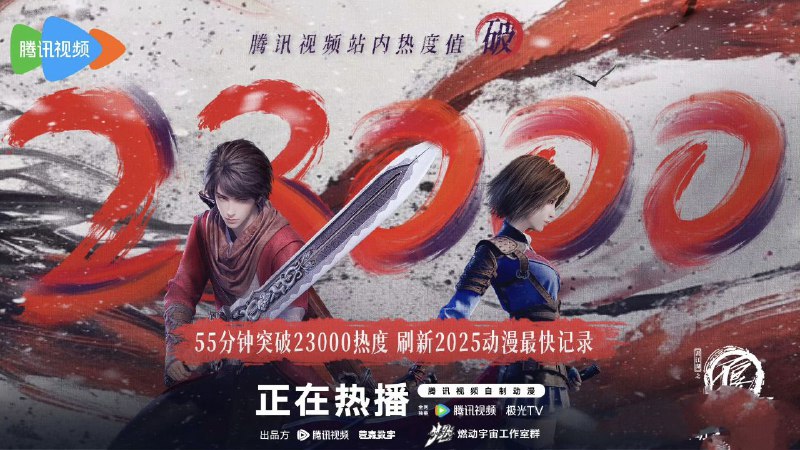 腾讯视频
腾讯视频站内热度值 破
23000
55分钟突破23000热度 刷新2025动漫最快记录
正在热播
腾讯视频自制动漫
腾讯视频 极光TV
出品方 腾讯视频 燃动宇宙工作室群